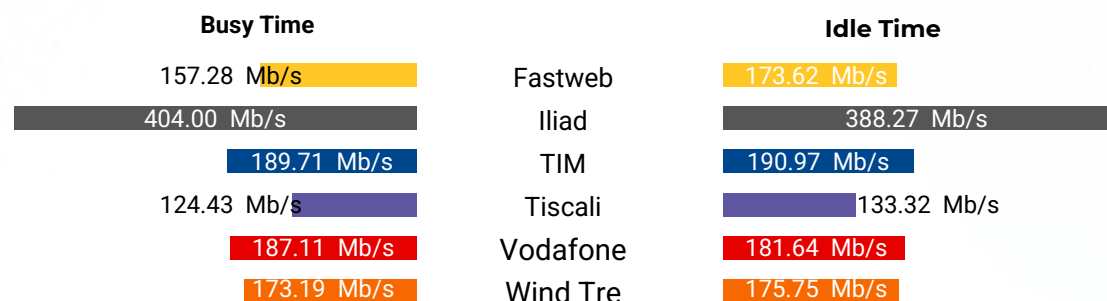 Busy Time Idle Time
157.28 Mb/s Fastweb 173.62 Mb/s
404.00 Mb/s Iliad 388.27 Mb/s
189.71 Mb/s TIM 190.97 Mb/s
124.43 Mb/s Tiscali 133.32 Mb/s
187.11 Mb/s Vodafone 181.64 Mb/s
173.19 Mb/s Wind Tre 175.75 Mb/s